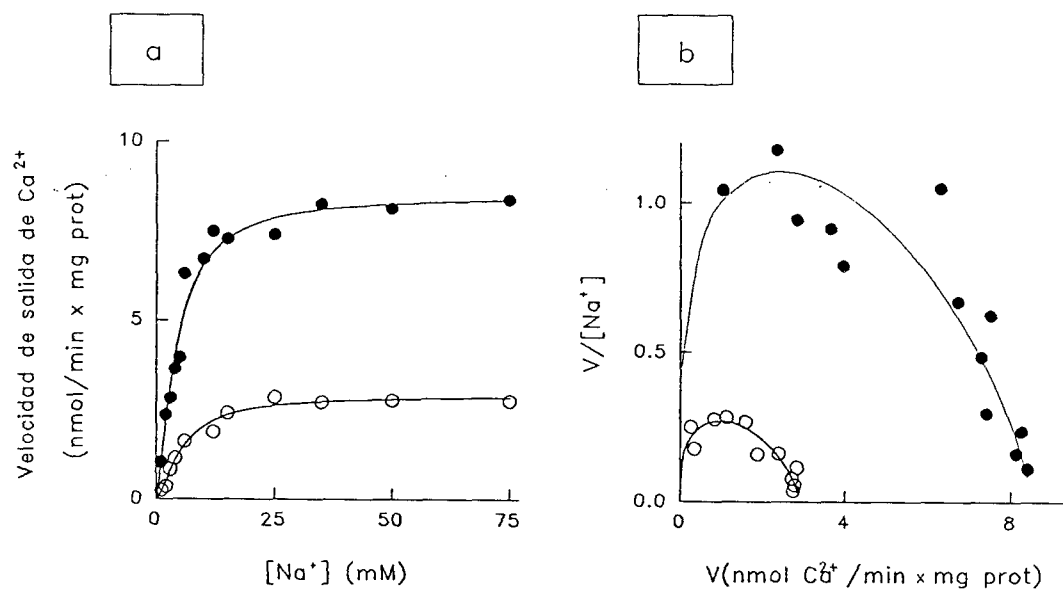 a
b
Velocidad de salida de Ca²⁺
(nmol/min x mg prot)
10
5
0
0
25
50
75
[Na⁺] (mM)
V/[Na⁺]
1.0
0.5
0.0
0
4
8
V(nmol Ca²⁺/min x mg prot)